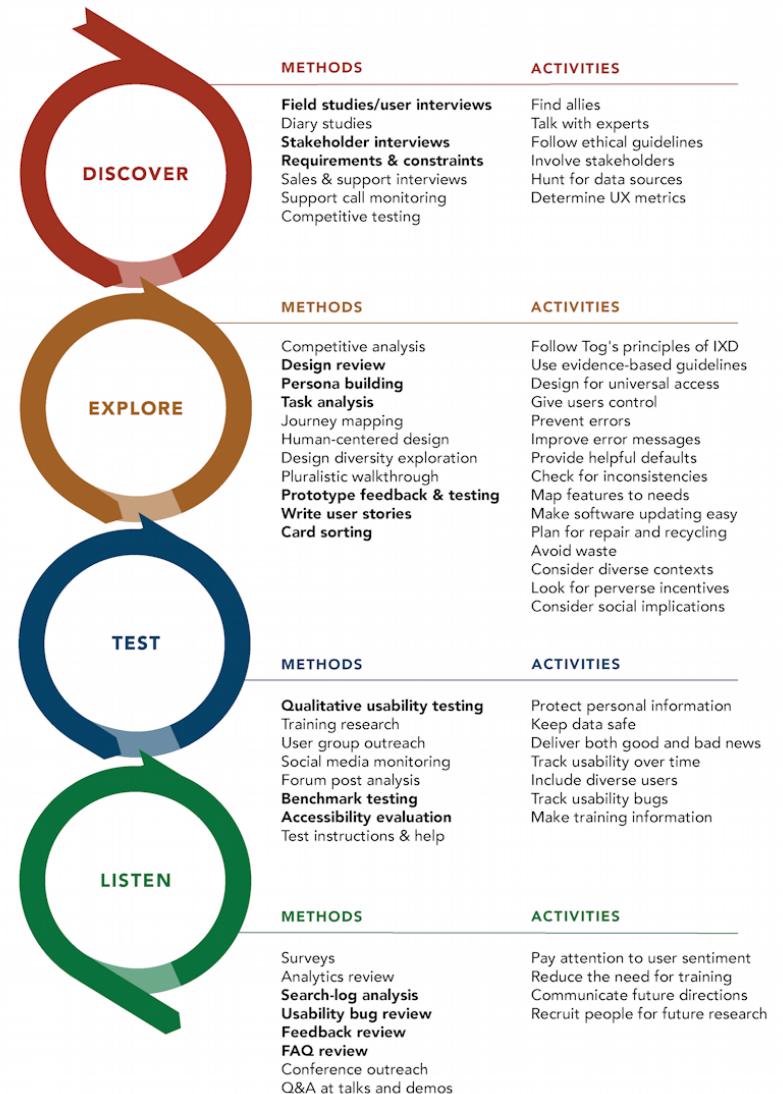 DISCOVER
METHODS
Field studies/user interviews
Diary studies
Stakeholder interviews
Requirements & constraints
Sales & support interviews
Support call monitoring
Competitive testing
ACTIVITIES
Find allies
Talk with experts
Follow ethical guidelines
Involve stakeholders
Hunt for data sources
Determine UX metrics
EXPLORE
METHODS
Competitive analysis
Design review
Persona building
Task analysis
Journey mapping
Human-centered design
Design diversity exploration
Pluralistic walkthrough
Prototype feedback & testing
Write user stories
Card sorting
ACTIVITIES
Follow Tog's principles of IXD
Use evidence-based guidelines
Design for universal access
Give users control
Prevent errors
Improve error messages
Provide helpful defaults
Check for inconsistencies
Map features to needs
Make software updating easy
Plan for repair and recycling
Avoid waste
Consider diverse contexts
Look for perverse incentives
Consider social implications
TEST
METHODS
Qualitative usability testing
Training research
User group outreach
Social media monitoring
Forum post analysis
Benchmark testing
Accessibility evaluation
Test instructions & help
ACTIVITIES
Protect personal information
Keep data safe
Deliver both good and bad news
Track usability over time
Include diverse users
Track usability bugs
Make training information
LISTEN
METHODS
Surveys
Analytics review
Search-log analysis
Usability bug review
Feedback review
FAQ review
Conference outreach
Q&A at talks and demos
ACTIVITIES
Pay attention to user sentiment
Reduce the need for training
Communicate future directions
Recruit people for future research